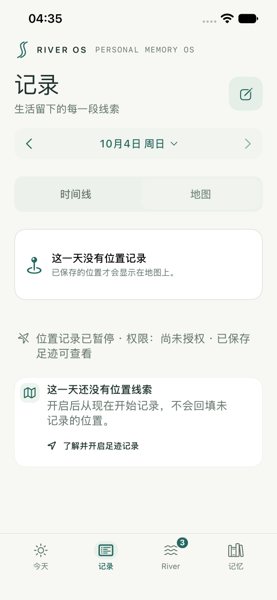 04:35
RIVER OS PERSONAL MEMORY OS
记录
生活留下的每一段线索
10月4日 周日
时间线
地图
这一天没有位置记录
已保存的位置才会显示在地图上。
位置记录已暂停 · 权限：尚未授权 · 已保存
足迹可查看
这一天还没有位置线索
开启后从现在开始记录，不会回填未
记录的位置。
了解并开启足迹记录
3
今天
记录
River
记忆